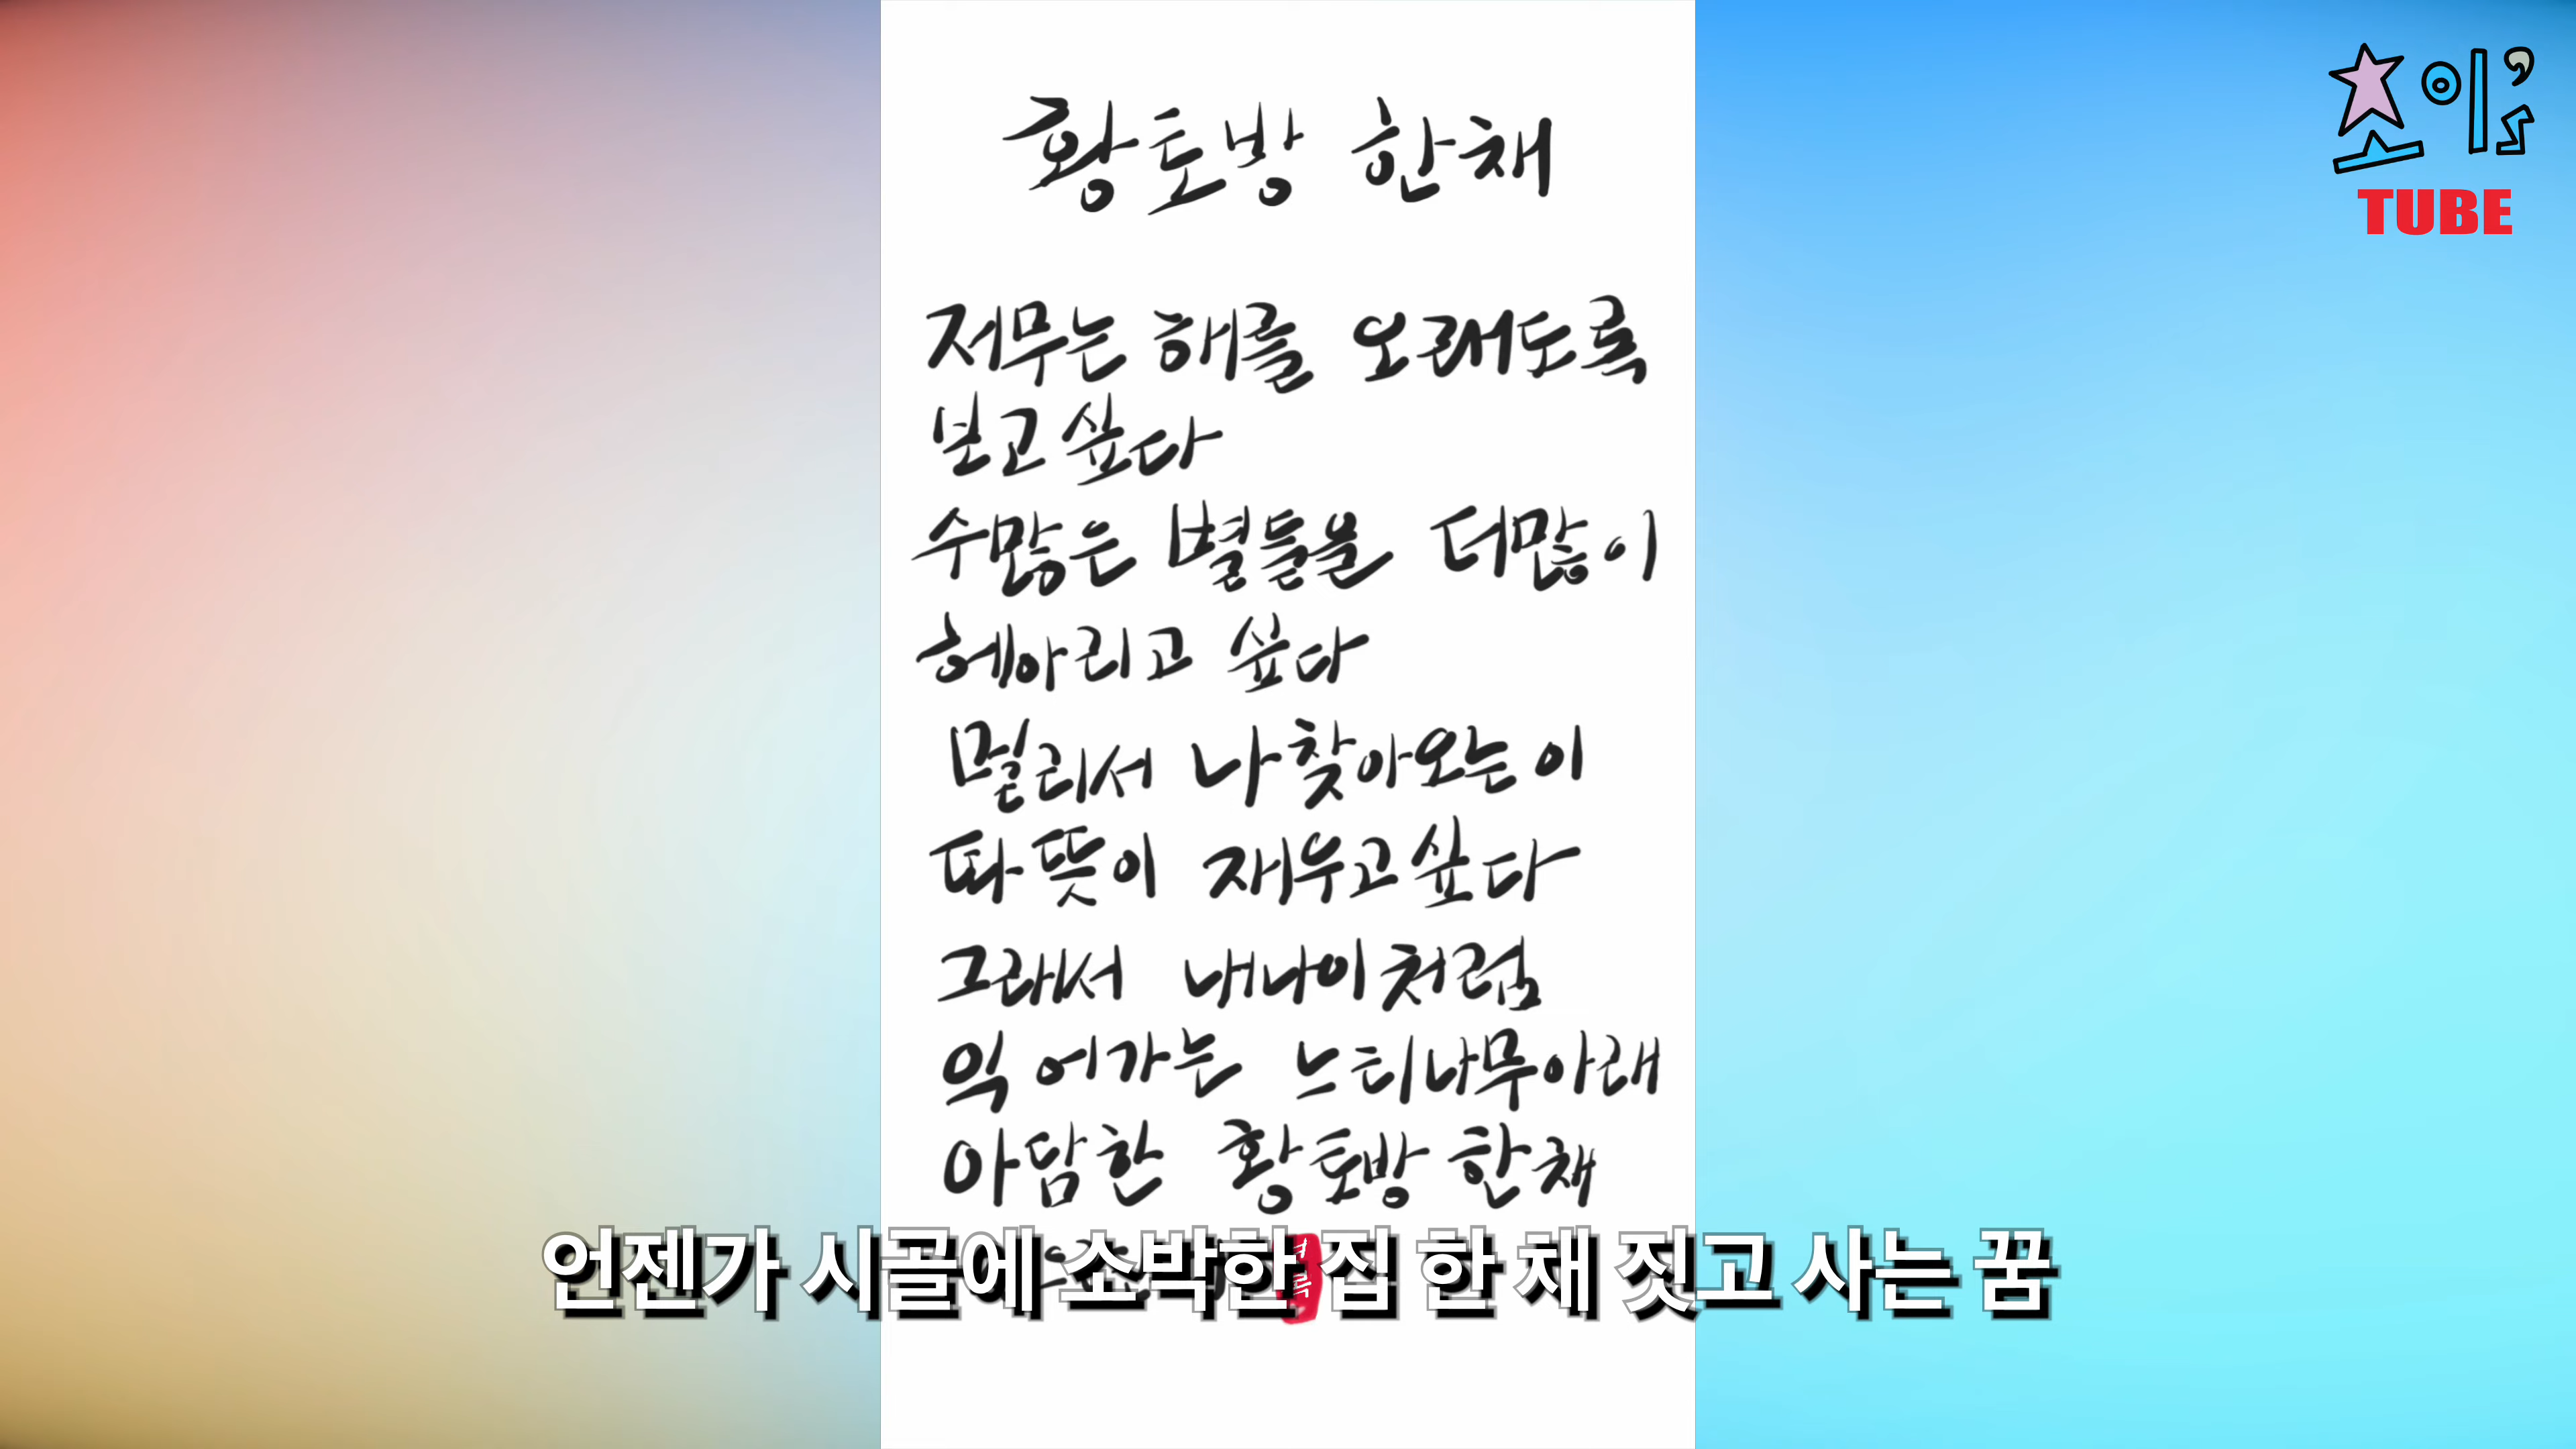 황토방 한채
저무는 해를 오래도록
보고싶다
수많은 별들을 더많이
헤아리고 싶다
멀리서 나찾아오는이
따뜻이 재우고싶다
그래서 내나이처럼
익어가는 느티나무아래
아담한 황토방한채
언젠가 시골에 소박한 집 한 채 짓고 사는 꿈
소이's
TUBE